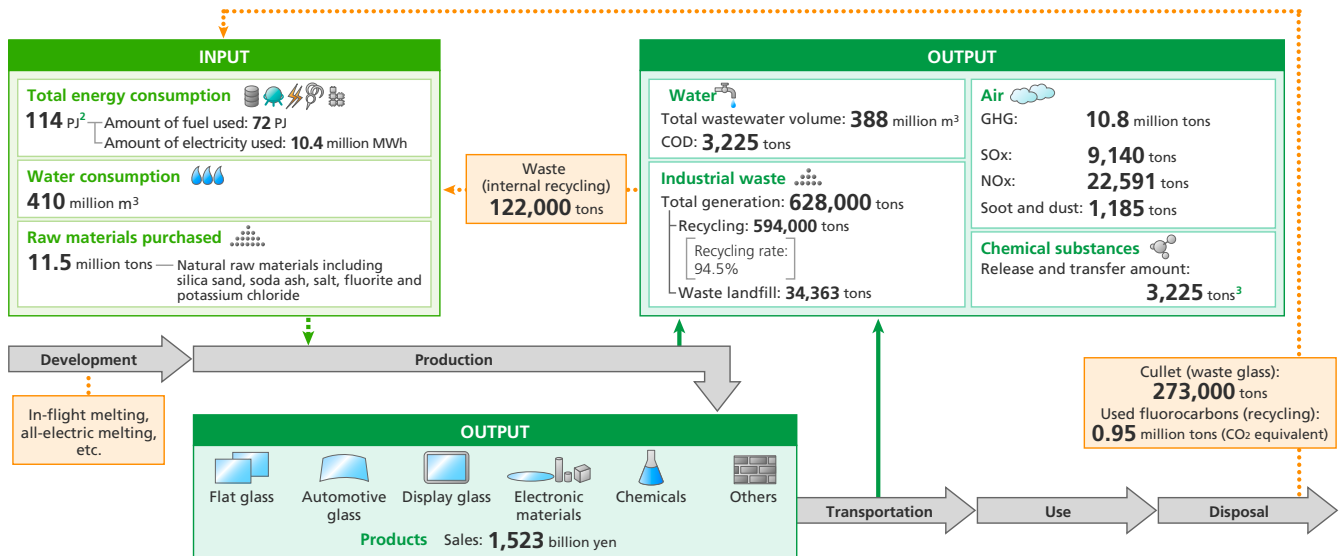 INPUT
Total energy consumption
114 PJ² Amount of fuel used: 72 PJ
Amount of electricity used: 10.4 million MWh
Water consumption
410 million m³
Raw materials purchased
11.5 million tons Natural raw materials including
silica sand, soda ash, salt, fluorite and
potassium chloride
Waste
(internal recycling)
122,000 tons
OUTPUT
Water
Total wastewater volume: 388 million m³
COD: 3,225 tons
Industrial waste
Total generation: 628,000 tons
Recycling: 594,000 tons
Recycling rate:
94.5%
Waste landfill: 34,363 tons
Air
GHG: 10.8 million tons
SOx: 9,140 tons
NOx: 22,591 tons
Soot and dust: 1,185 tons
Chemical substances
Release and transfer amount:
3,225 tons³
Development
Production
In-flight melting,
all-electric melting,
etc.
Cullet (waste glass):
273,000 tons
Used fluorocarbons (recycling):
0.95 million tons (CO₂ equivalent)
OUTPUT
Flat glass
Automotive
glass
Display glass
Electronic
materials
Chemicals
Others
Products Sales: 1,523 billion yen
Transportation
Use
Disposal